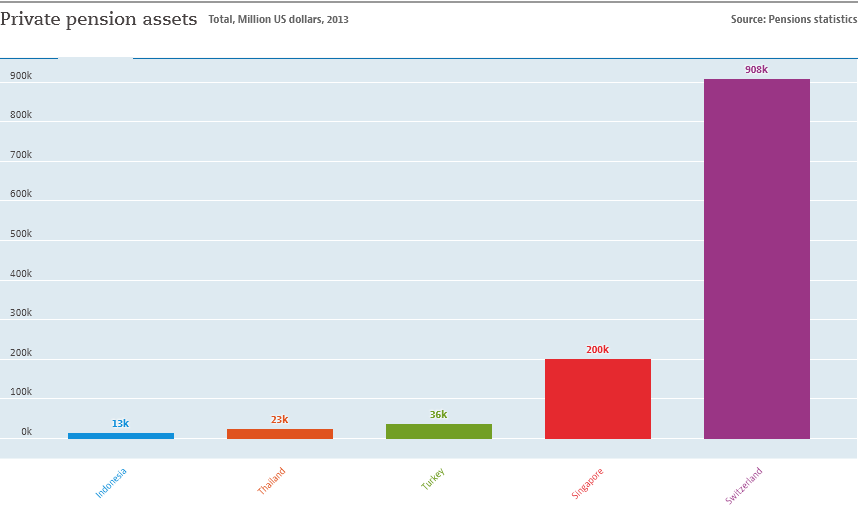 Private pension assets Total, Million US dollars, 2013 Source: Pensions statistics
908k
900k
800k
700k
600k
500k
400k
300k
200k
200k
100k
36k
23k
13k
0k
Indonesia Thailand Turkey Singapore Switzerland